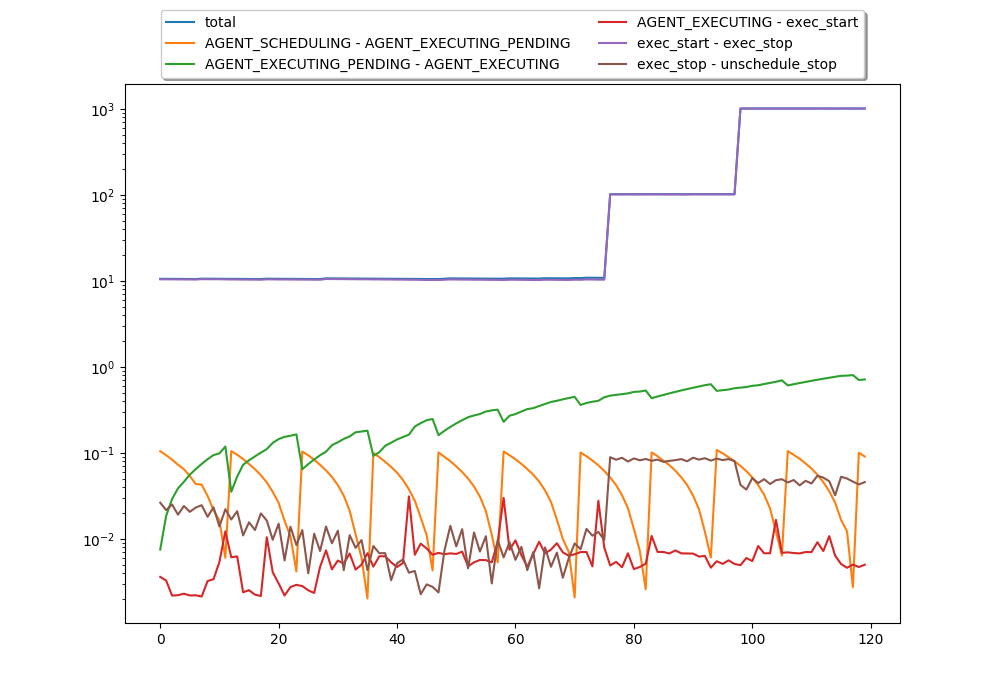 total
AGENT_SCHEDULING - AGENT_EXECUTING_PENDING
AGENT_EXECUTING_PENDING - AGENT_EXECUTING
AGENT_EXECUTING - exec_start
exec_start - exec_stop
exec_stop - unschedule_stop
10³
10²
10¹
10⁰
10⁻¹
10⁻²
0 20 40 60 80 100 120